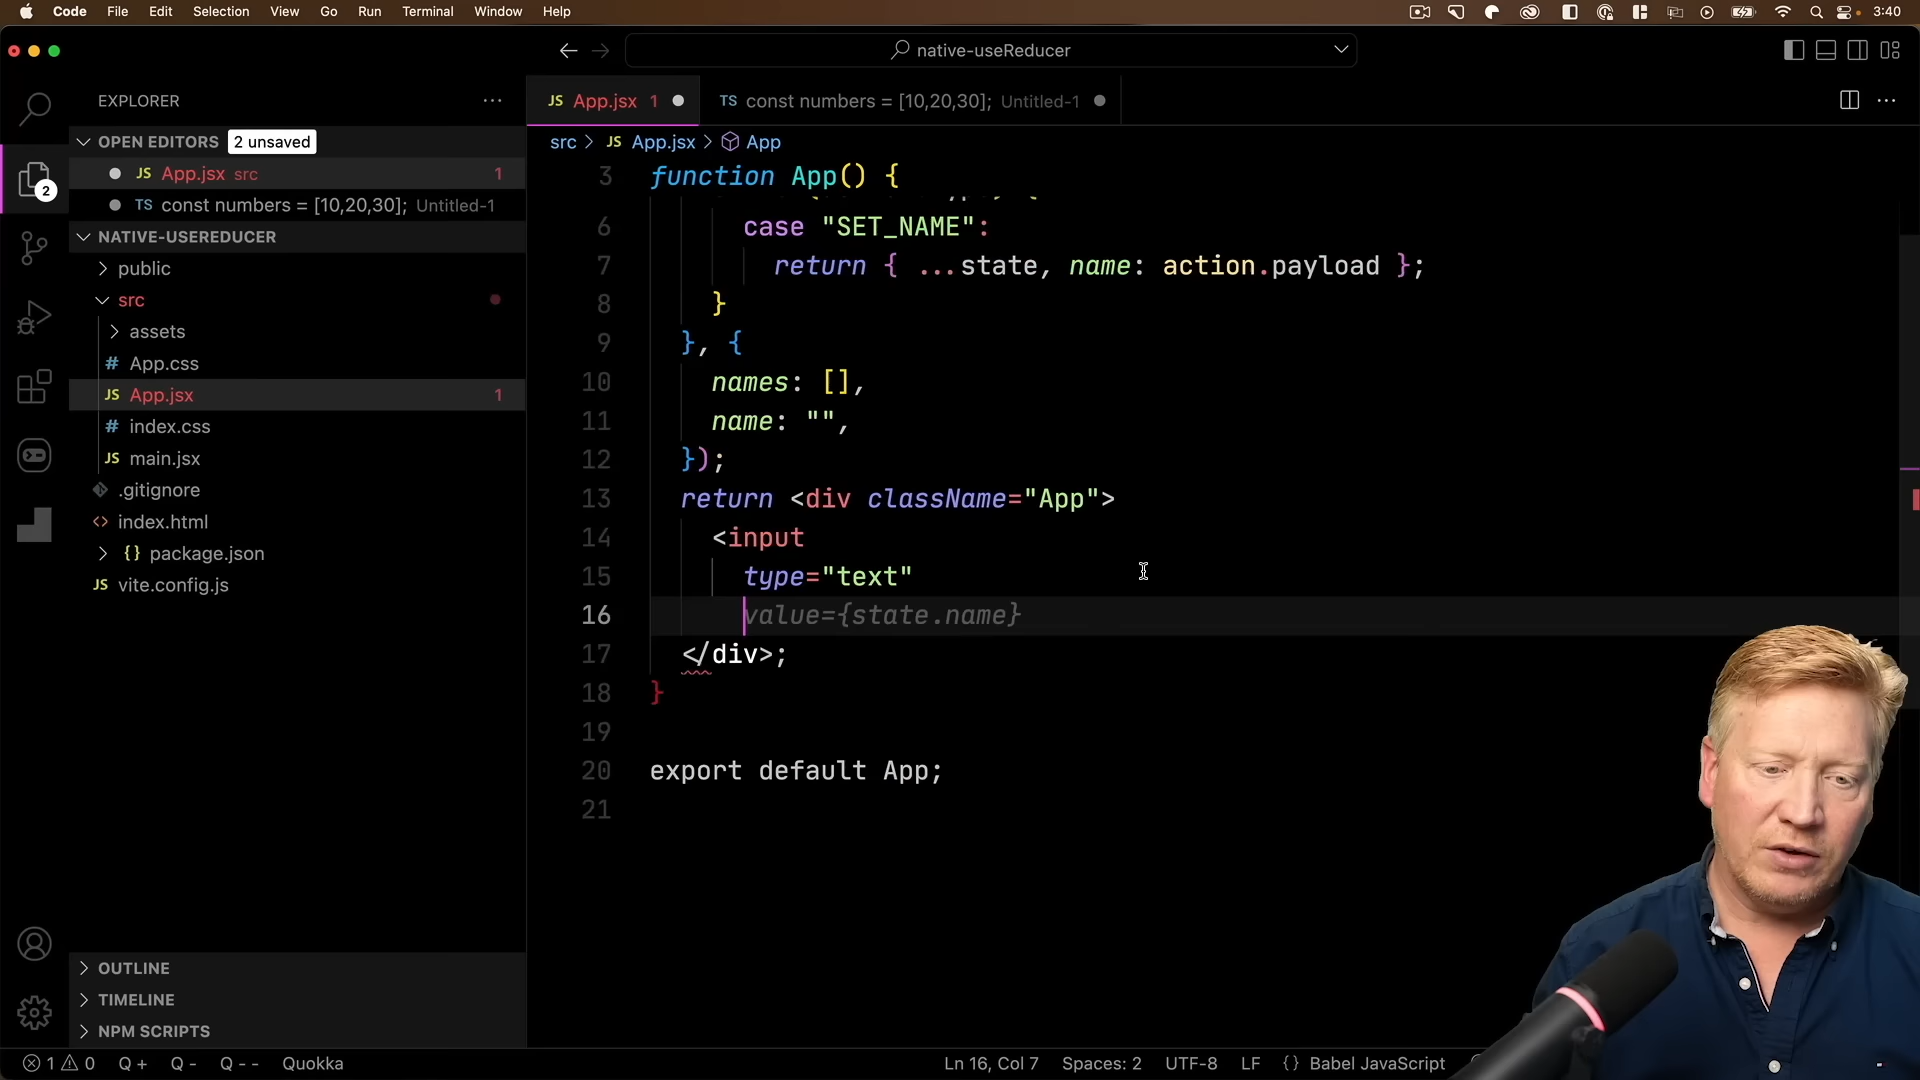 Code File Edit Selection View Go Run Terminal Window Help 3:40
native-useReducer
EXPLORER
JS App.jsx 1
TS const numbers = [10,20,30]; Untitled-1
OPEN EDITORS 2 unsaved
src > JS App.jsx > App
JS App.jsx src 1
TS const numbers = [10,20,30]; Untitled-1
2
NATIVE-USEREDUCER
public
src
assets
# App.css
JS App.jsx 1
# index.css
JS main.jsx
.gitignore
<> index.html
{} package.json
JS vite.config.js
OUTLINE
TIMELINE
NPM SCRIPTS
3 function App() {
6 case "SET_NAME":
7 return { ...state, name: action.payload };
8 }
9 }, {
10 names: [],
11 name: "",
12 });
13 return <div className="App">
14 <input
15 type="text"
16 value={state.name}
17 </div>;
18 }
19
20 export default App;
21
1 0 Q + Q - Q - - Quokka Ln 16, Col 7 Spaces: 2 UTF-8 LF {} Babel JavaScript